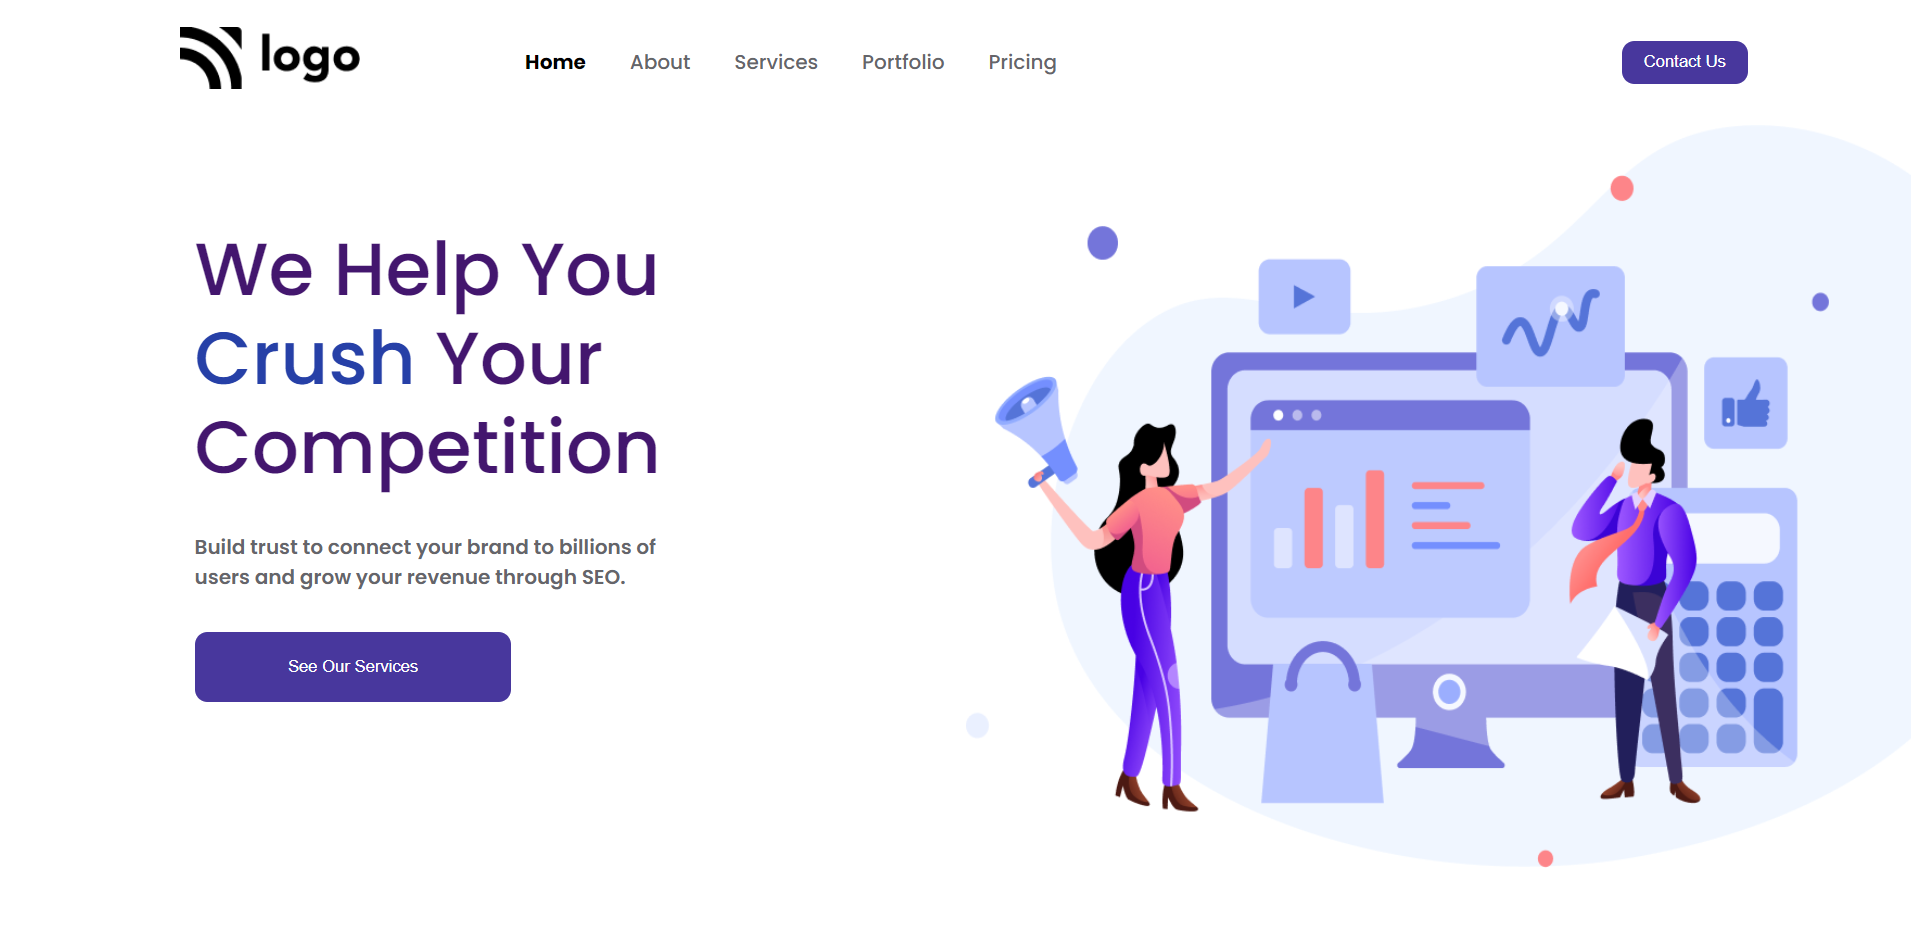 logo
Home About Services Portfolio Pricing
Contact Us
We Help You
Crush Your
Competition
Build trust to connect your brand to billions of
users and grow your revenue through SEO.
See Our Services